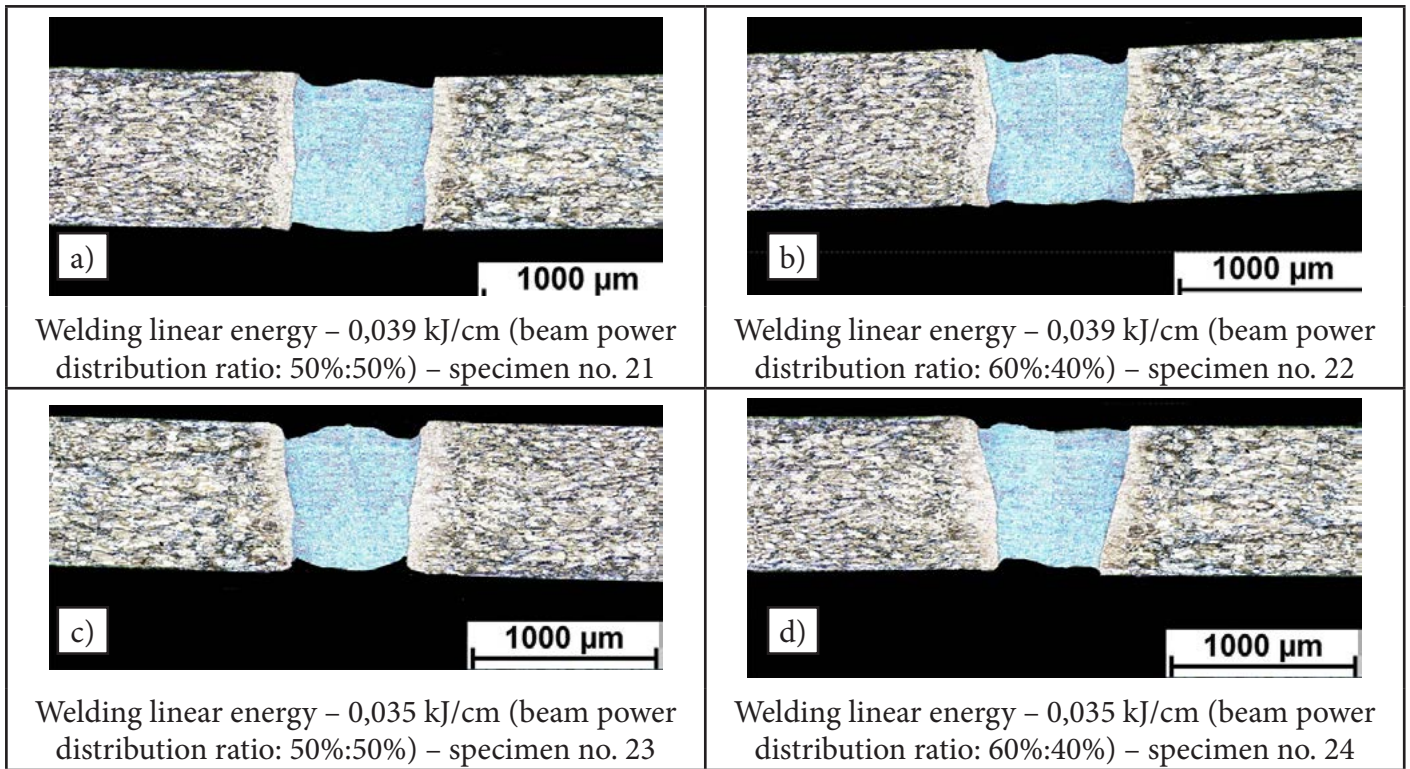 a)
1000 µm
Welding linear energy – 0,039 kJ/cm (beam power
distribution ratio: 50%:50%) – specimen no. 21
b)
1000 µm
Welding linear energy – 0,039 kJ/cm (beam power
distribution ratio: 60%:40%) – specimen no. 22
c)
1000 µm
Welding linear energy – 0,035 kJ/cm (beam power
distribution ratio: 50%:50%) – specimen no. 23
d)
1000 µm
Welding linear energy – 0,035 kJ/cm (beam power
distribution ratio: 60%:40%) – specimen no. 24